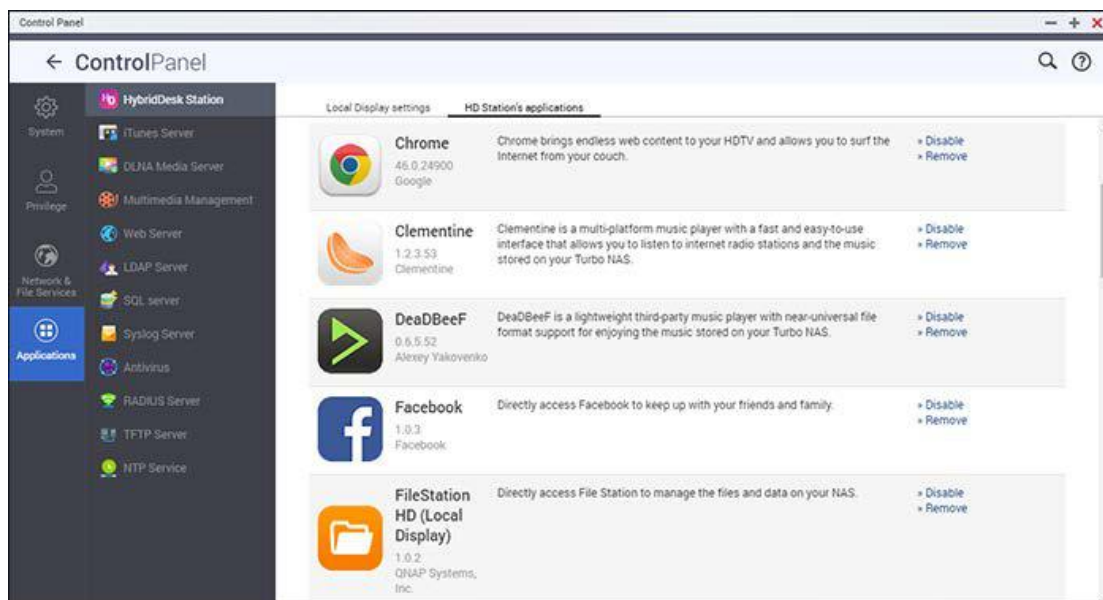 Control Panel
ControlPanel
System
Privilege
Network &
File Services
Applications
HybridDesk Station
iTunes Server
DLNA Media Server
Multimedia Management
Web Server
LDAP Server
SQL server
Syslog Server
Antivirus
RADIUS Server
TFTP Server
NTP Service
Local Display settings
HD Station's applications
Chrome
46.0.24900
Google
Chrome brings endless web content to your HDTV and allows you to surf the
Internet from your couch.
» Disable
» Remove
Clementine
1.2.3.53
Clementine
Clementine is a multi-platform music player with a fast and easy-to-use
interface that allows you to listen to internet radio stations and the music
stored on your Turbo NAS.
» Disable
» Remove
DeaDBeeF
0.6.5.52
Alexey Yakovenko
DeaDBeeF is a lightweight third-party music player with near-universal file
format support for enjoying the music stored on your Turbo NAS.
» Disable
» Remove
Facebook
1.0.3
Facebook
Directly access Facebook to keep up with your friends and family.
» Disable
» Remove
FileStation
HD (Local
Display)
1.0.2
QNAP Systems,
Inc.
Directly access File Station to manage the files and data on your NAS.
» Disable
» Remove